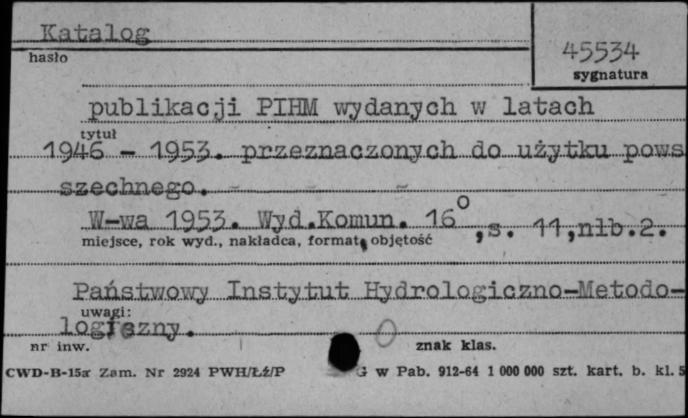 Katalog
hasło
45534
sygnatura
publikacji PIHM wydanych w latach
tytuł
1946 - 1953. przeznaczonych do użytku pows
szechnego.
W-wa 1953. Wyd.Komun. 16°, s. 11,nlb.2.
miejsce, rok wyd., nakładca, format, objętość
Państwowy Instytut Hydrologiczno-Metodo-
uwagi:
logiczny.
nr inw.
znak klas.
CWD-B-15a Zam. Nr 2924 PWH/Łź/P G w Pab. 912-64 1 000 000 szt. kart. b. kl. 5